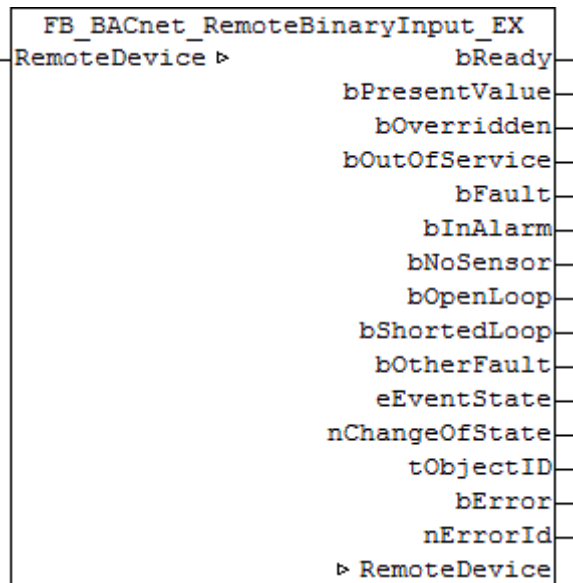 FB_BACnet_RemoteBinaryInput_EX
RemoteDevice ▹ bReady
bPresentValue
bOverridden
bOutOfService
bFault
bInAlarm
bNoSensor
bOpenLoop
bShortedLoop
bOtherFault
eEventState
nChangeOfState
tObjectID
bError
nErrorId
▹ RemoteDevice